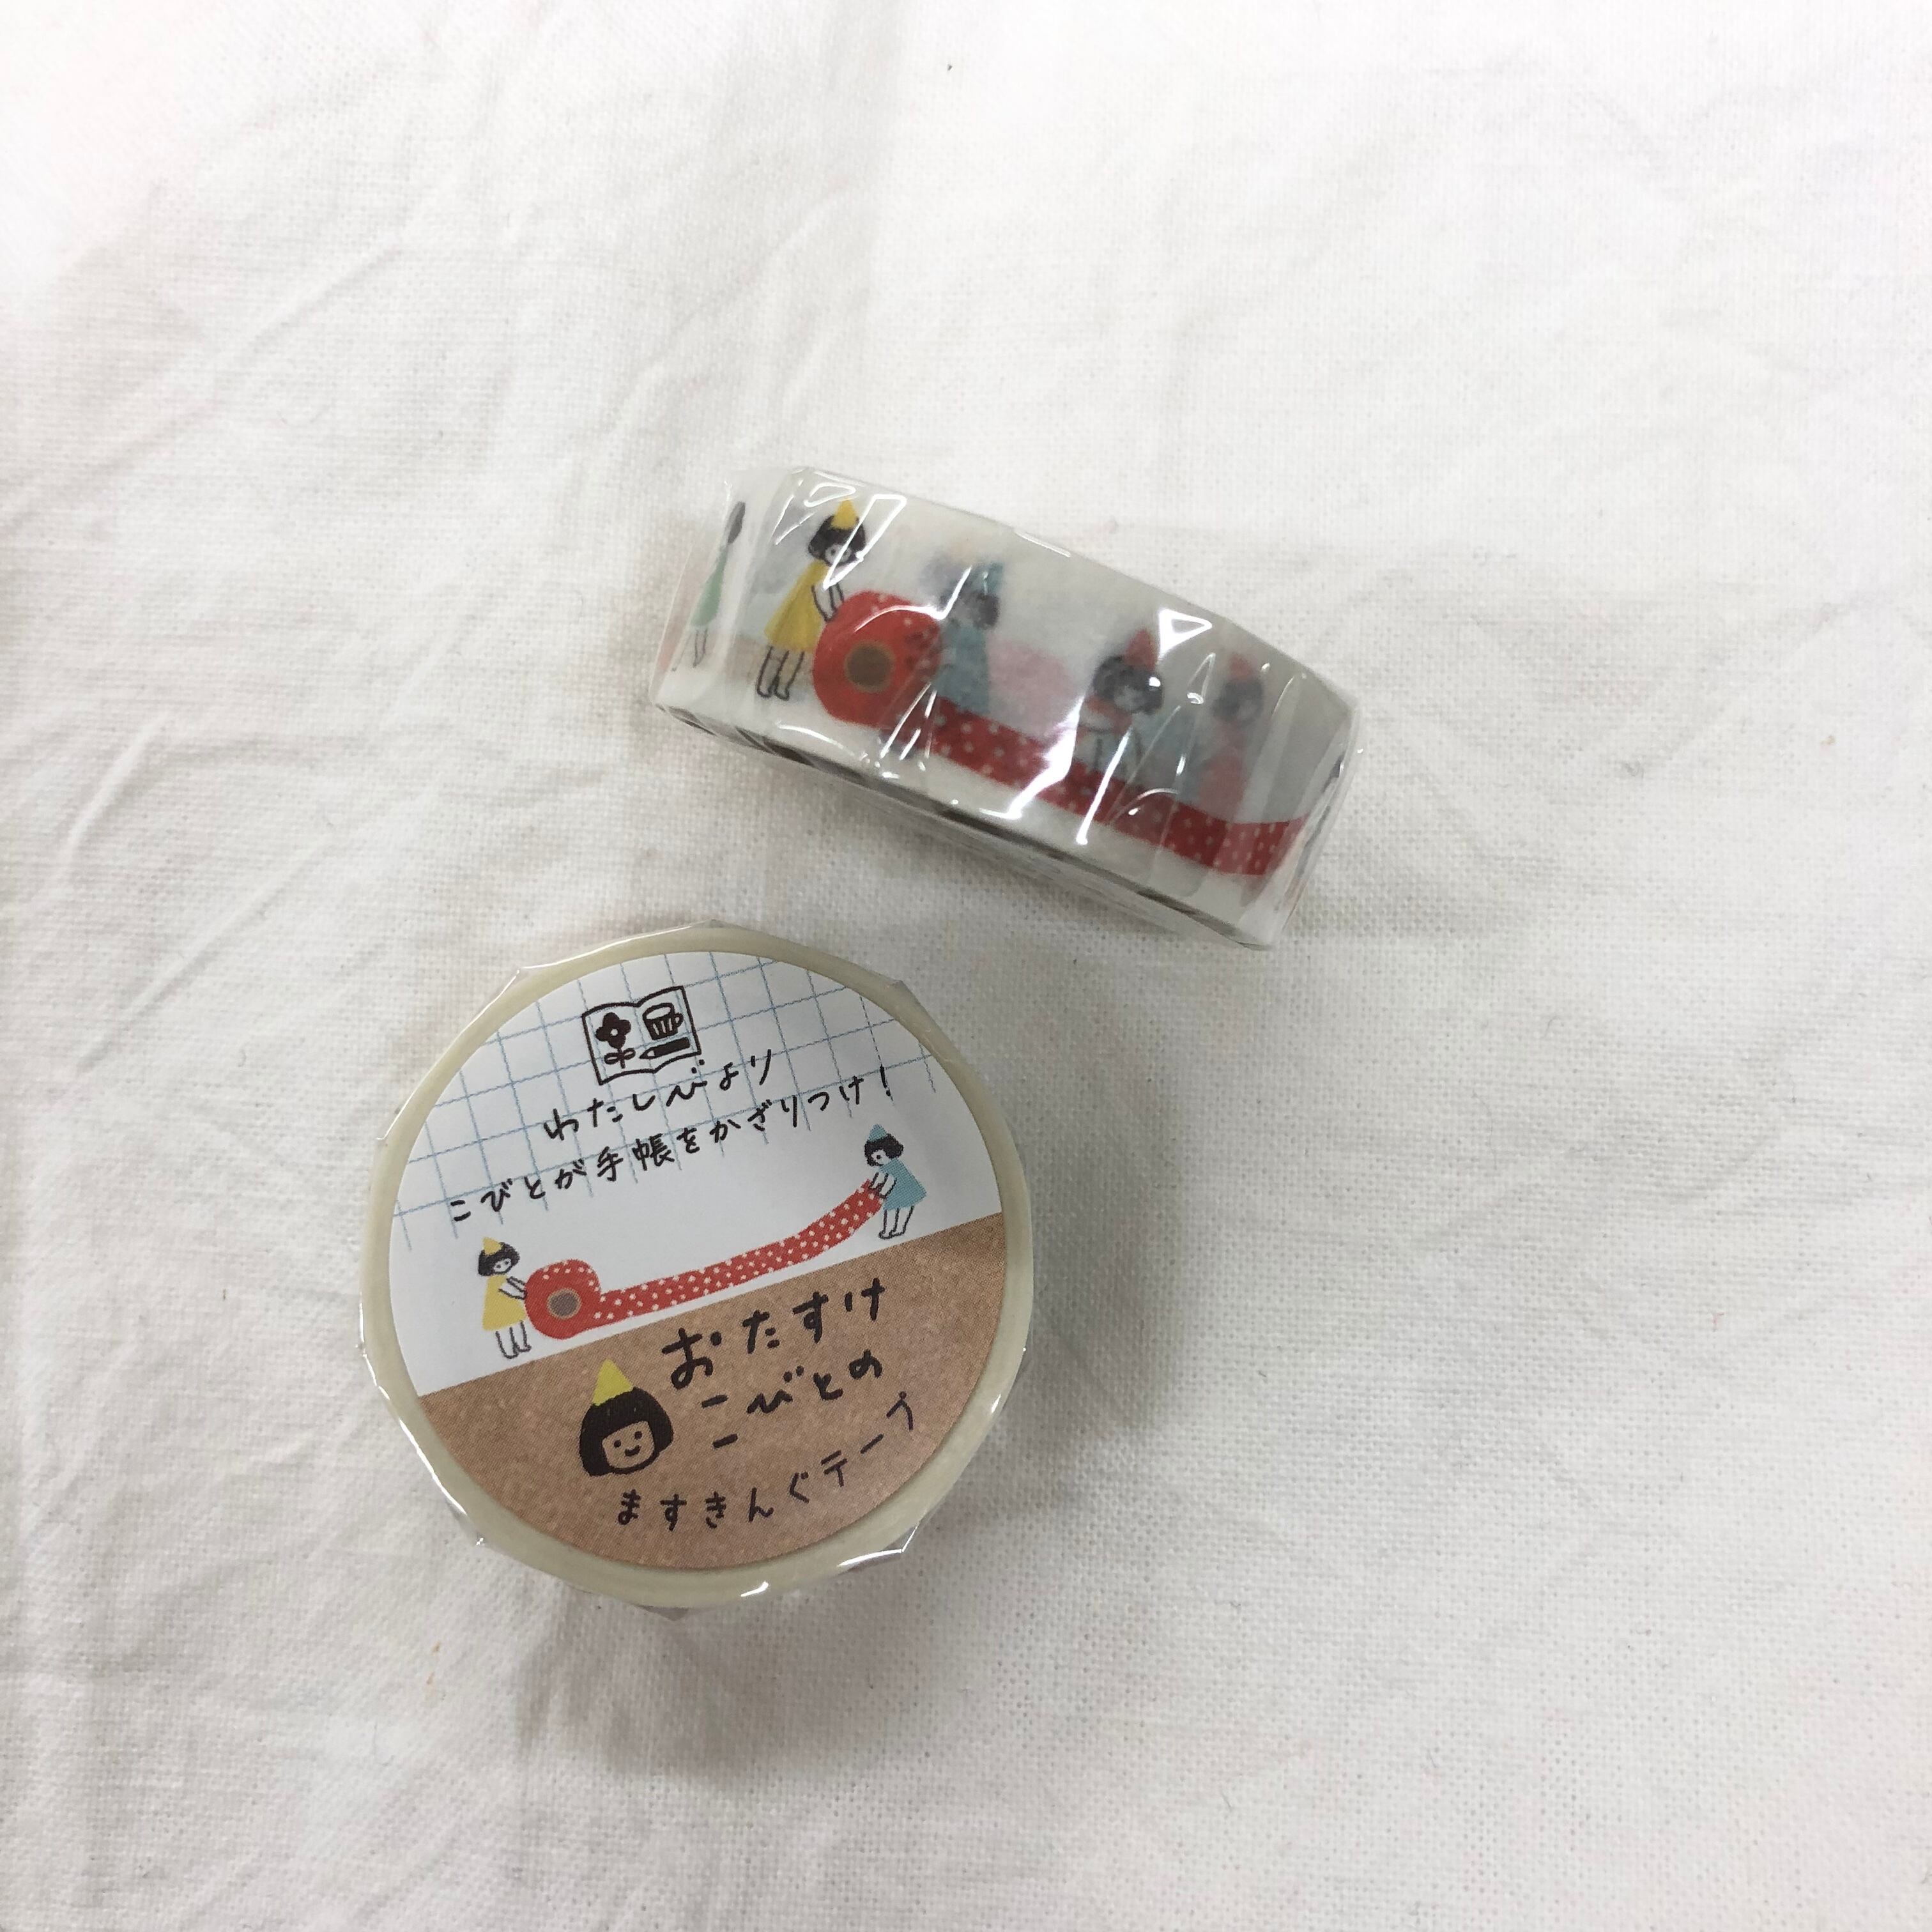 わたしびより
こびとが手帳をかざりつけ!
おたすけ
こびとの
ますきんぐテープ